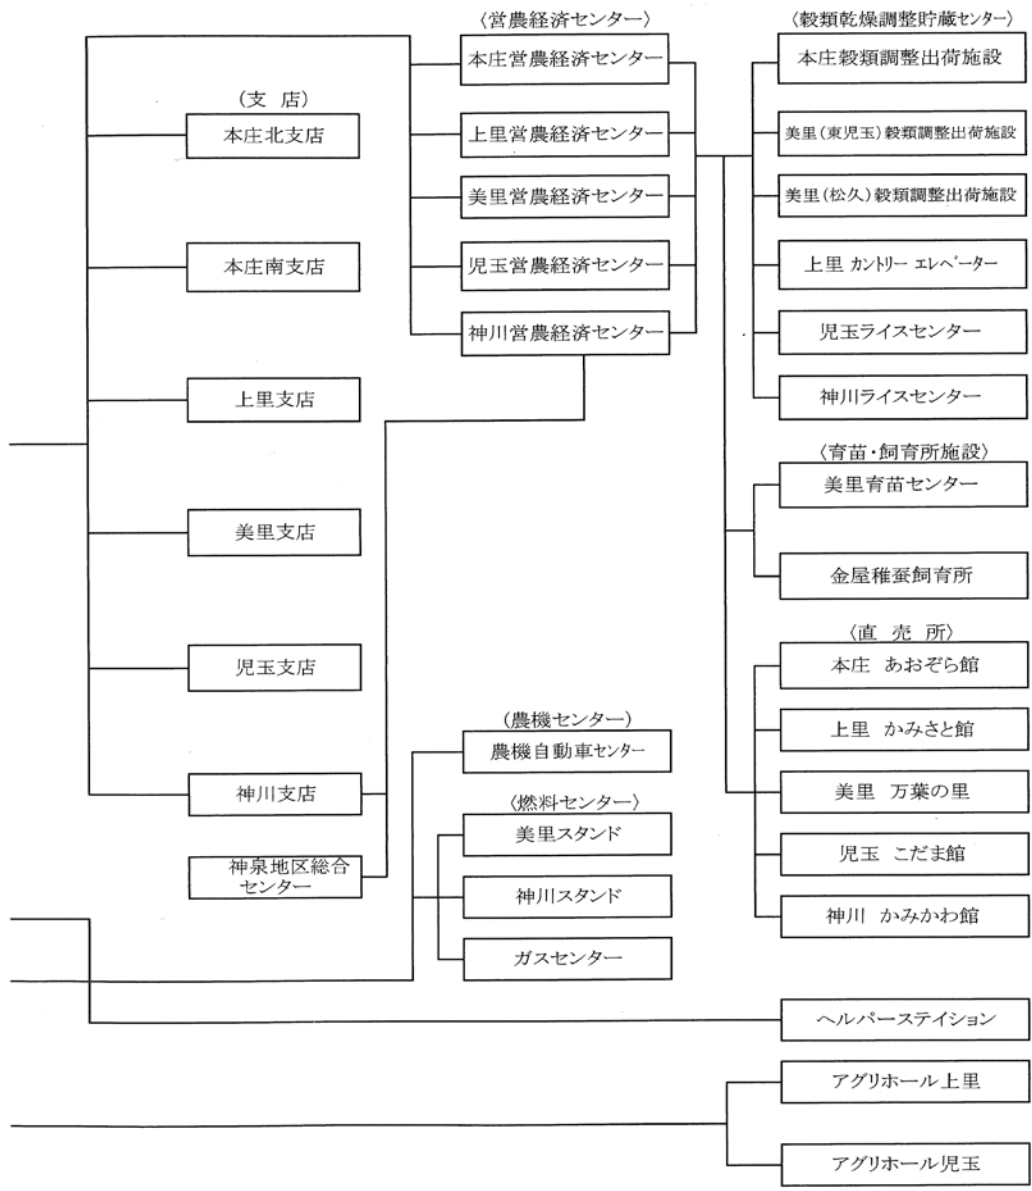 (支 店)
本庄北支店
本庄南支店
上里支店
美里支店
児玉支店
神川支店
神泉地区総合
センター
〈営農経済センター〉
本庄営農経済センター
上里営農経済センター
美里営農経済センター
児玉営農経済センター
神川営農経済センター
(農機センター)
農機自動車センター
〈燃料センター〉
美里スタンド
神川スタンド
ガスセンター
〈穀類乾燥調整貯蔵センター〉
本庄穀類調整出荷施設
美里(東児玉)穀類調整出荷施設
美里(松久)穀類調整出荷施設
上里 カントリー エレベーター
児玉ライスセンター
神川ライスセンター
〈育苗・飼育所施設〉
美里育苗センター
金屋稚蚕飼育所
〈直 売 所〉
本庄 あおぞら館
上里 かみさと館
美里 万葉の里
児玉 こだま館
神川 かみかわ館
ヘルパーステイション
アグリホール上里
アグリホール児玉